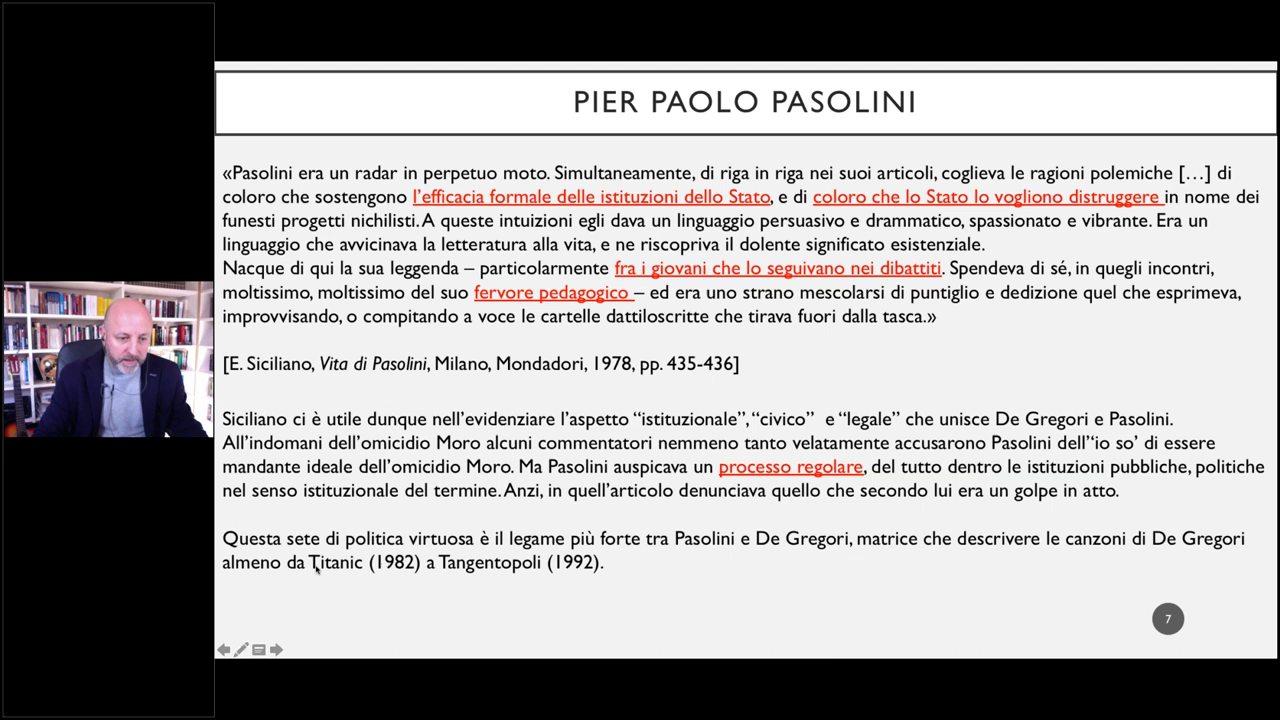 PIER PAOLO PASOLINI
«Pasolini era un radar in perpetuo moto. Simultaneamente, di riga in riga nei suoi articoli, coglieva le ragioni polemiche […] di
coloro che sostengono l’efficacia formale delle istituzioni dello Stato, e di coloro che lo Stato lo vogliono distruggere in nome dei
funesti progetti nichilisti. A queste intuizioni egli dava un linguaggio persuasivo e drammatico, spassionato e vibrante. Era un
linguaggio che avvicinava la letteratura alla vita, e ne riscopriva il dolente significato esistenziale.
Nacque di qui la sua leggenda – particolarmente fra i giovani che lo seguivano nei dibattiti. Spendeva di sé, in quegli incontri,
moltissimo, moltissimo del suo fervore pedagogico – ed era uno strano mescolarsi di puntiglio e dedizione quel che esprimeva,
improvvisando, o compitando a voce le cartelle dattiloscritte che tirava fuori dalla tasca.»
[E. Siciliano, Vita di Pasolini, Milano, Mondadori, 1978, pp. 435-436]
Siciliano ci è utile dunque nell’evidenziare l’aspetto “istituzionale”, “civico” e “legale” che unisce De Gregori e Pasolini.
All’indomani dell’omicidio Moro alcuni commentatori nemmeno tanto velatamente accusarono Pasolini dell’‘io so’ di essere
mandante ideale dell’omicidio Moro. Ma Pasolini auspicava un processo regolare, del tutto dentro le istituzioni pubbliche, politiche
nel senso istituzionale del termine. Anzi, in quell’articolo denunciava quello che secondo lui era un golpe in atto.
Questa sete di politica virtuosa è il legame più forte tra Pasolini e De Gregori, matrice che descrivere le canzoni di De Gregori
almeno da Titanic (1982) a Tangentopoli (1992).
7